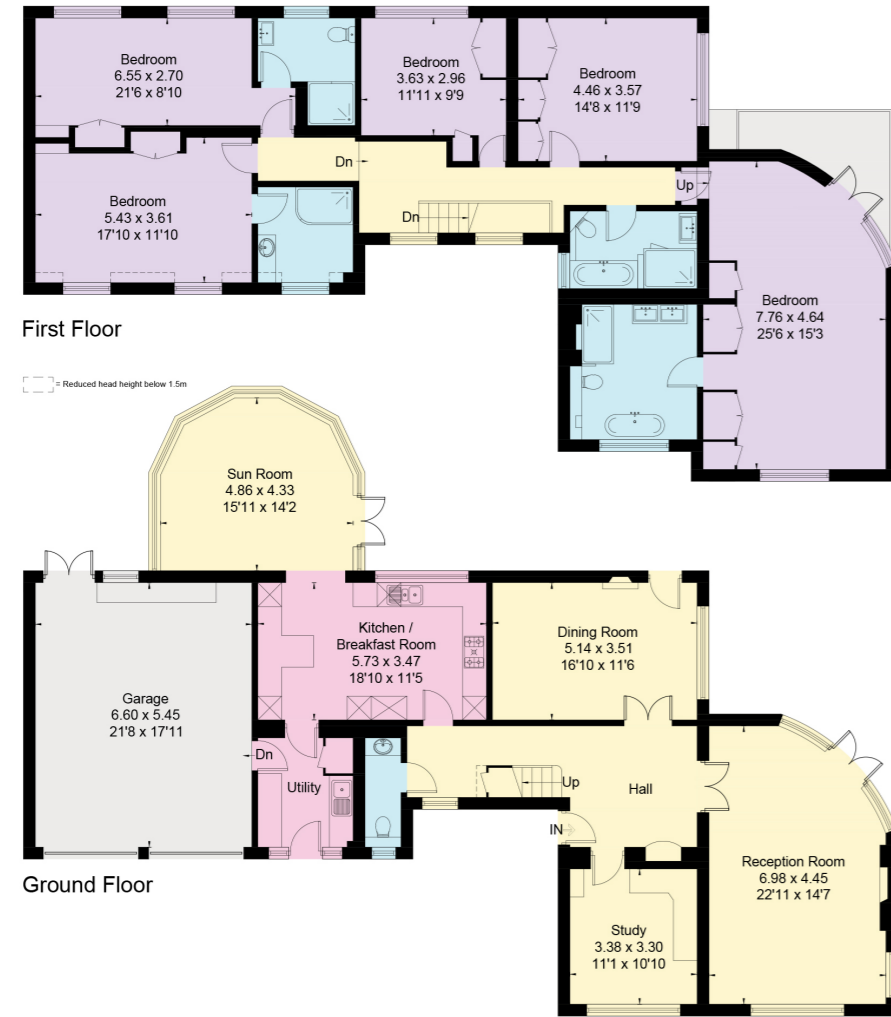 Bedroom
6.55 x 2.70
21'6 x 8'10
Bedroom
3.63 x 2.96
11'11 x 9'9
Bedroom
4.46 x 3.57
14'8 x 11'9
Dn
Bedroom
5.43 x 3.61
17'10 x 11'10
Up
Dn
Bedroom
7.76 x 4.64
25'6 x 15'3
First Floor
= Reduced head height below 1.5m
Sun Room
4.86 x 4.33
15'11 x 14'2
Kitchen /
Breakfast Room
5.73 x 3.47
18'10 x 11'5
Dining Room
5.14 x 3.51
16'10 x 11'6
Garage
6.60 x 5.45
21'8 x 17'11
Dn
Utility
Up
Hall
IN
Reception Room
6.98 x 4.45
22'11 x 14'7
Ground Floor
Study
3.38 x 3.30
11'1 x 10'10